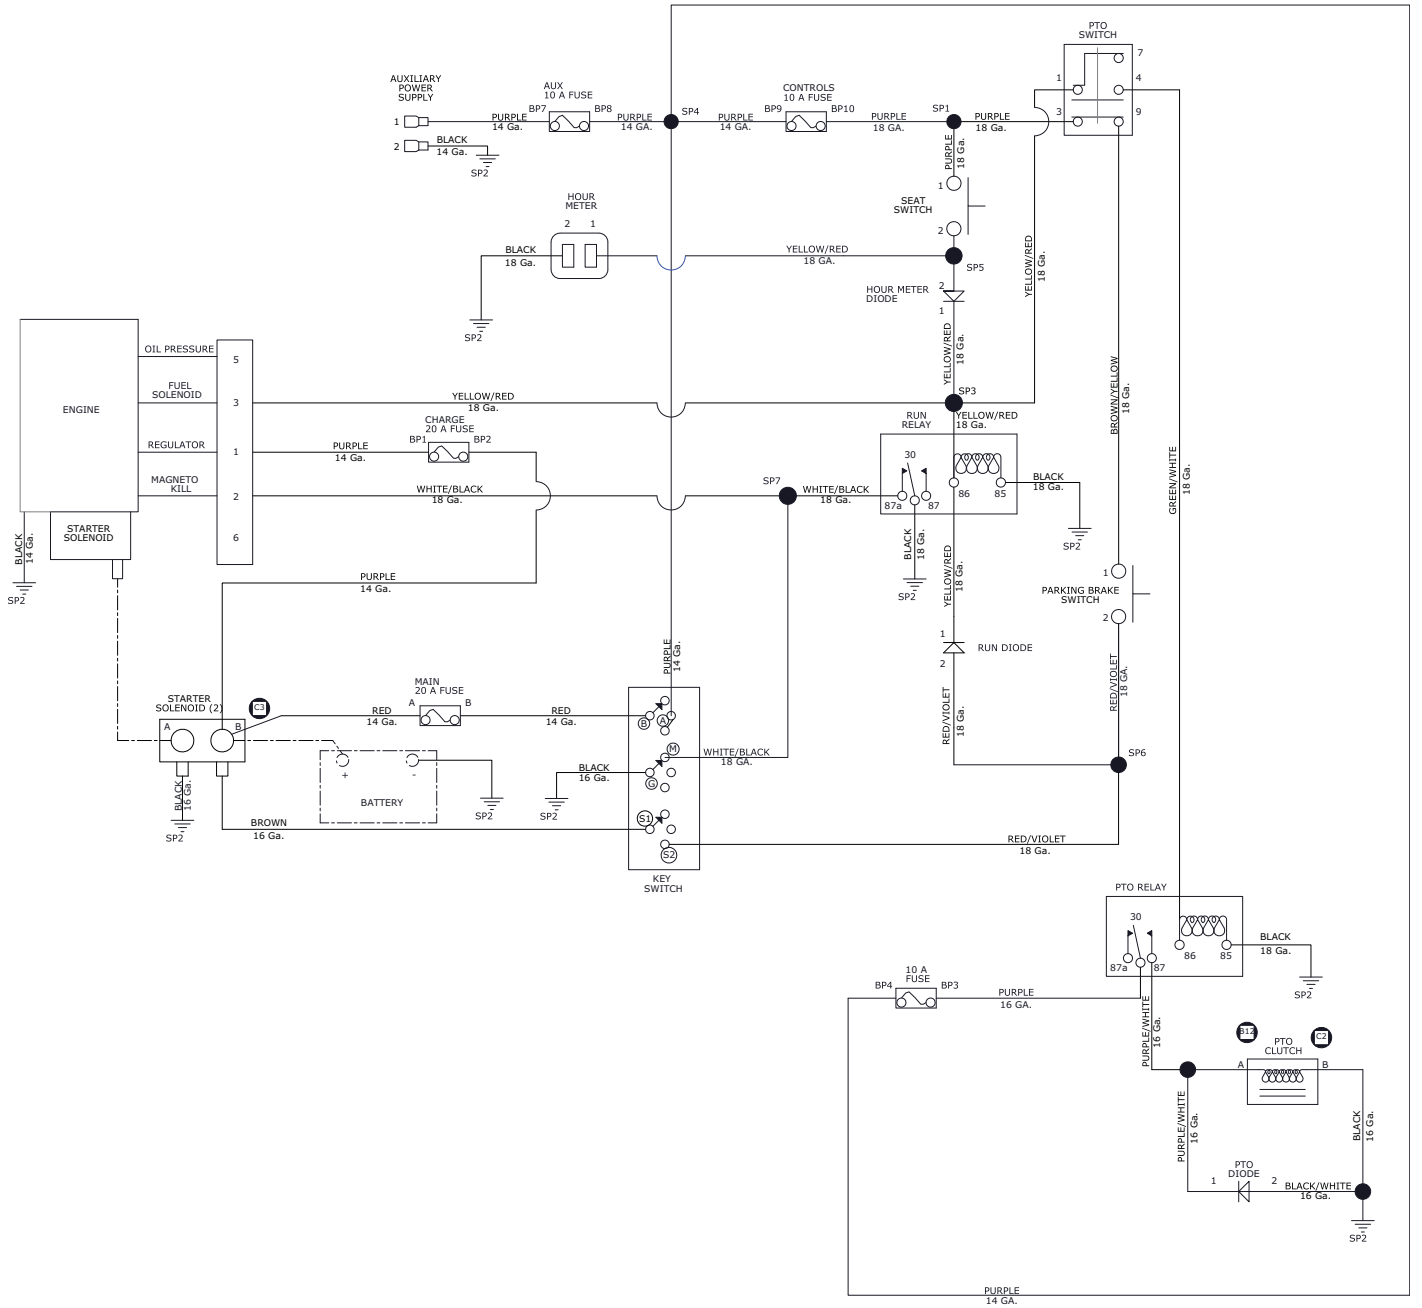 PTO
SWITCH
7
1
4
3
9
AUXILIARY
POWER
SUPPLY
1
2
PURPLE
14 Ga.
BLACK
14 Ga.
SP2
AUX
10 A FUSE
BP7
BP8
PURPLE
14 GA.
SP4
PURPLE
14 GA.
CONTROLS
10 A FUSE
BP9
BP10
PURPLE
18 GA.
SP1
PURPLE
18 GA.
PURPLE
18 Ga.
1
SEAT
SWITCH
2
HOUR
METER
2 1
BLACK
18 Ga.
SP2
YELLOW/RED
18 GA.
SP5
HOUR METER
DIODE
2
1
YELLOW/RED
18 Ga.
YELLOW/RED
18 Ga.
SP3
ENGINE
OIL PRESSURE
FUEL
SOLENOID
REGULATOR
MAGNETO
KILL
5
3
1
2
6
STARTER
SOLENOID
BLACK
14 Ga.
SP2
YELLOW/RED
18 Ga.
CHARGE
20 A FUSE
BP1
BP2
PURPLE
14 Ga.
WHITE/BLACK
18 Ga.
SP7
WHITE/BLACK
18 Ga.
RUN
RELAY
YELLOW/RED
18 Ga.
30
87a
87
86
85
BLACK
18 Ga.
SP2
BLACK
18 Ga.
SP2
YELLOW/RED
18 Ga.
1
2
RUN DIODE
RED/VIOLET
18 Ga.
BROWN/YELLOW
18 Ga.
GREEN/WHITE
18 Ga.
1
PARKING BRAKE
SWITCH
2
RED/VIOLET
18 GA.
SP6
PURPLE
14 Ga.
PURPLE
14 Ga.
STARTER
SOLENOID (2)
A
B
C3
RED
14 Ga.
MAIN
20 A FUSE
A
B
RED
14 Ga.
BLACK
16 Ga.
SP2
+
-
BATTERY
SP2
BLACK
16 Ga.
SP2
B
A
M
G
S1
S2
KEY
SWITCH
WHITE/BLACK
18 GA.
BROWN
16 Ga.
RED/VIOLET
18 Ga.
PTO RELAY
30
87a
87
86
85
BLACK
18 Ga.
SP2
10 A
FUSE
BP4
BP3
PURPLE
16 GA.
PURPLE/WHITE
16 Ga.
B12
C2
PTO
CLUTCH
A
B
PURPLE/WHITE
16 Ga.
BLACK
16 Ga.
PTO
DIODE
1
2
BLACK/WHITE
16 Ga.
SP2
PURPLE
14 GA.